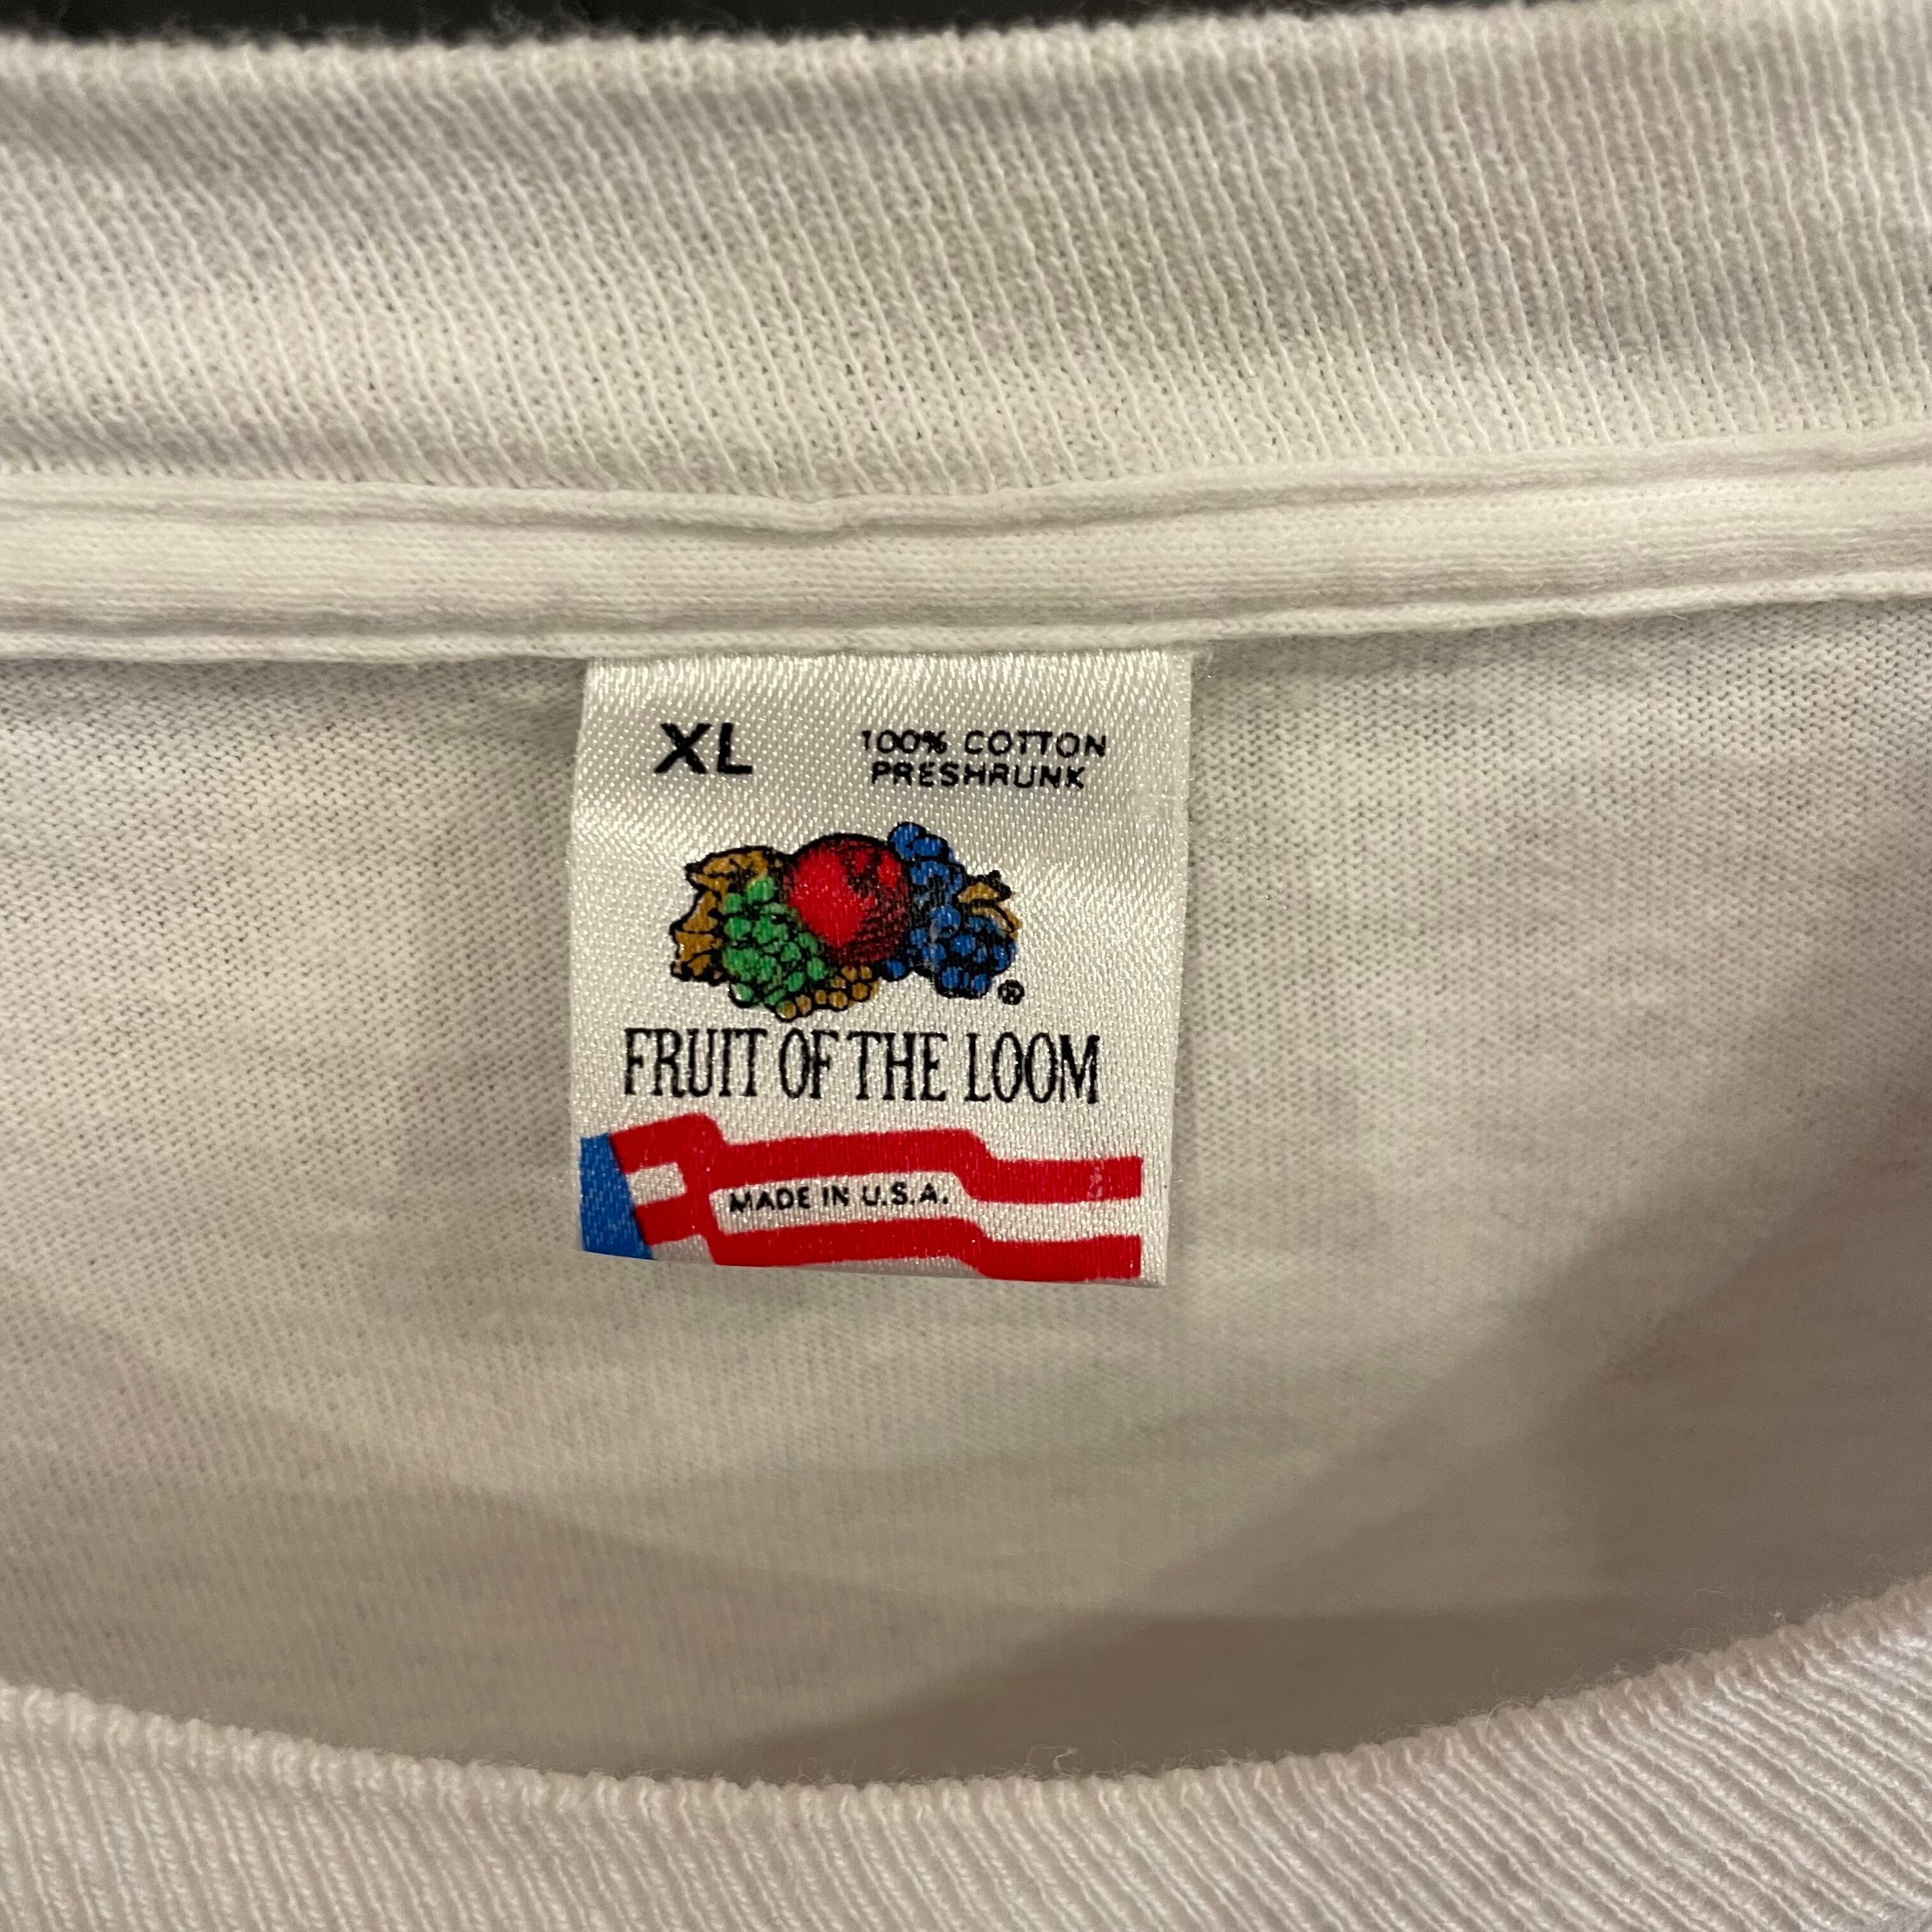 XL
100% COTTON
PRESHRUNK
®
FRUIT OF THE LOOM
MADE IN U.S.A.